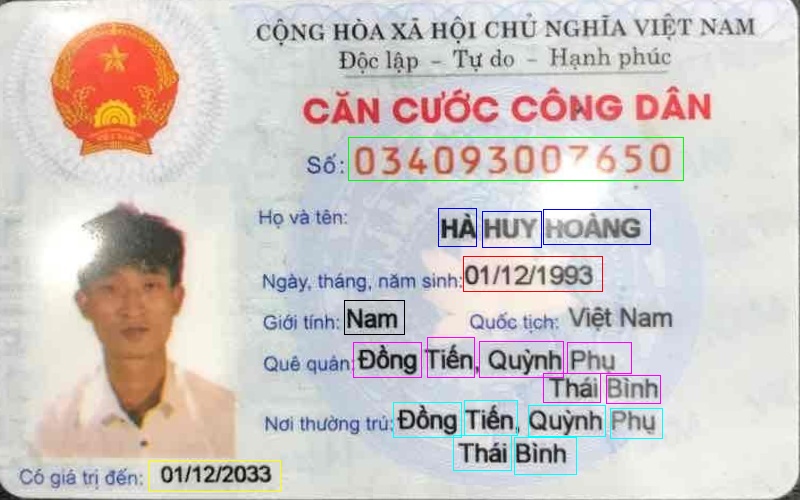 CỘNG HÒA XÃ HỘI CHỦ NGHĨA VIỆT NAM
Độc lập - Tự do - Hạnh phúc
CĂN CƯỚC CÔNG DÂN
Số: 034093007650
Họ và tên: HÀ HUY HOÀNG
Ngày, tháng, năm sinh: 01/12/1993
Giới tính: Nam Quốc tịch: Việt Nam
Quê quán: Đồng Tiến, Quỳnh Phụ
Thái Bình
Nơi thường trú: Đồng Tiến, Quỳnh Phụ
Thái Bình
Có giá trị đến: 01/12/2033